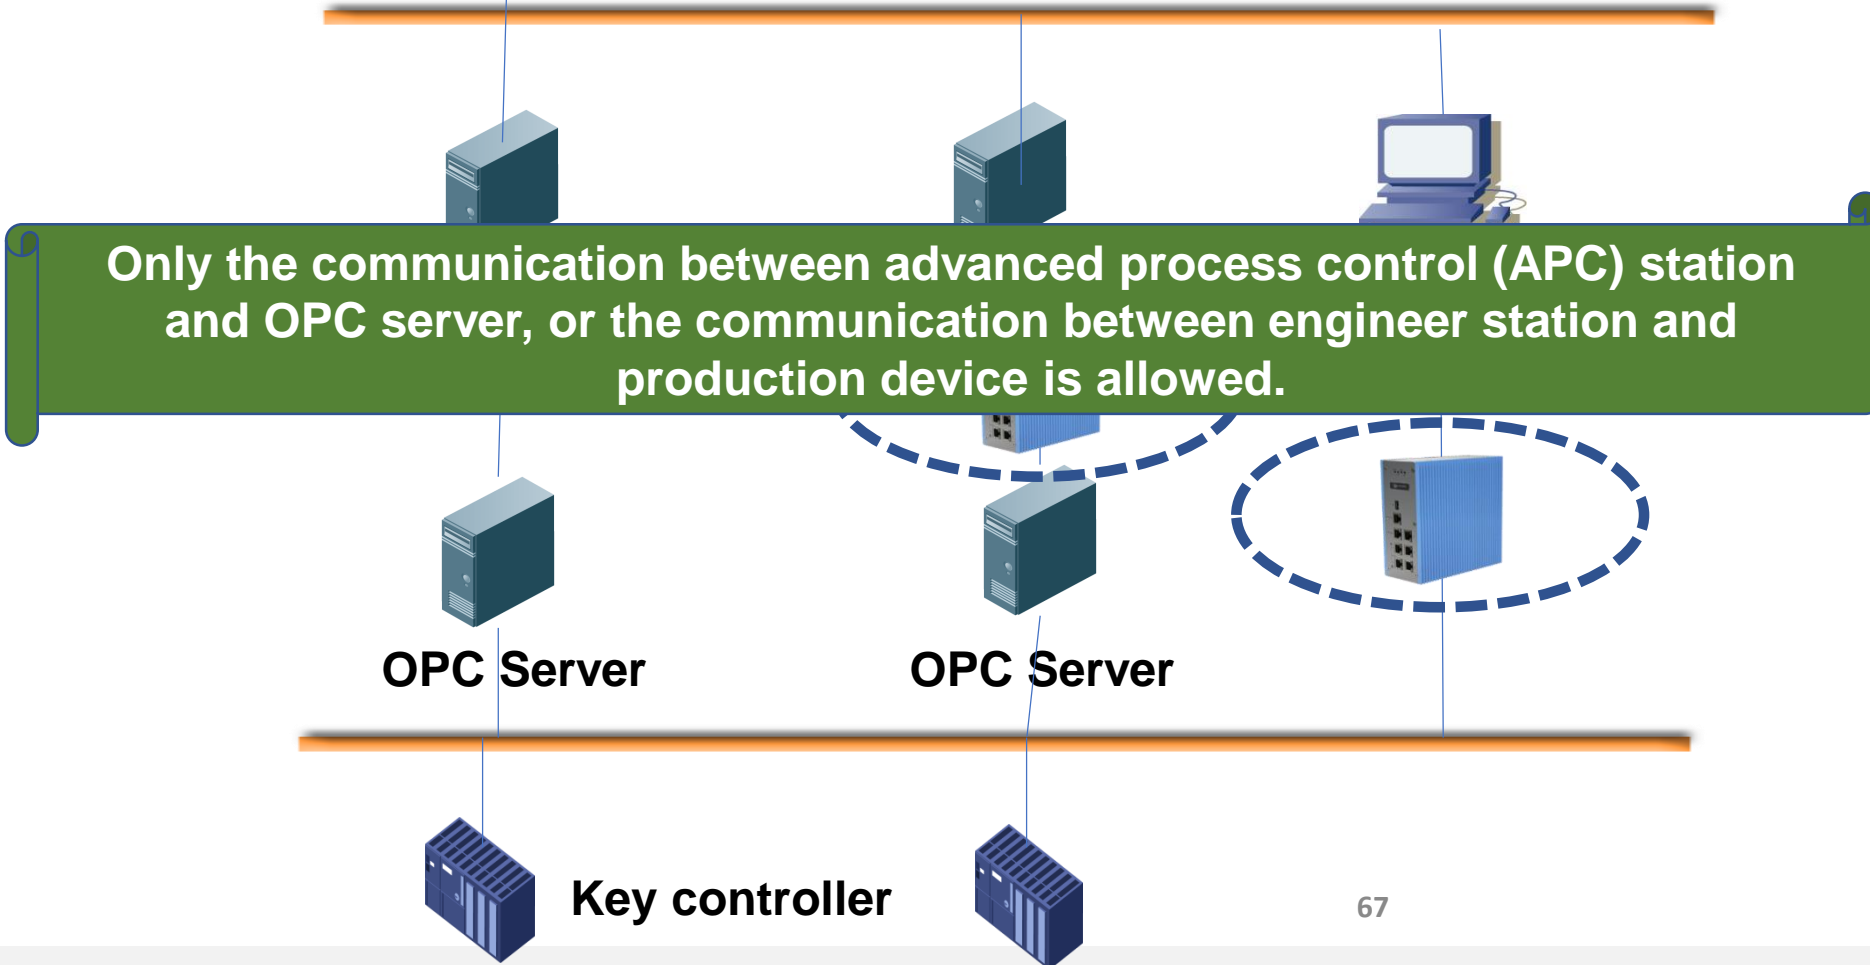 Only the communication between advanced process control (APC) station
and OPC server, or the communication between engineer station and
production device is allowed.
OPC Server
OPC Server
Key controller
67